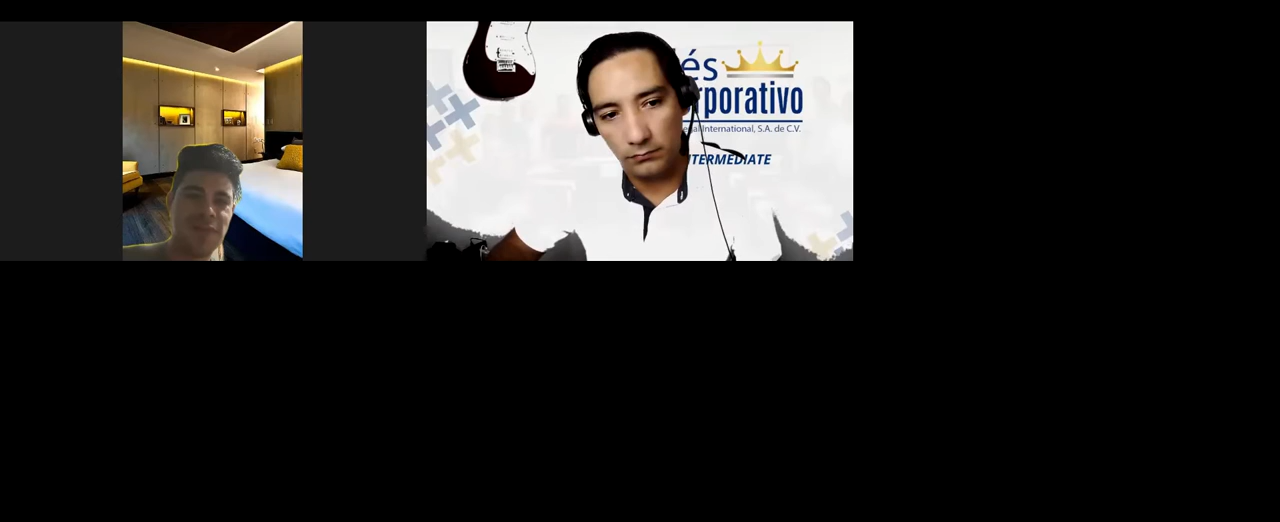 és
rporativo
International, S.A. de C.V.
TERMEDIATE